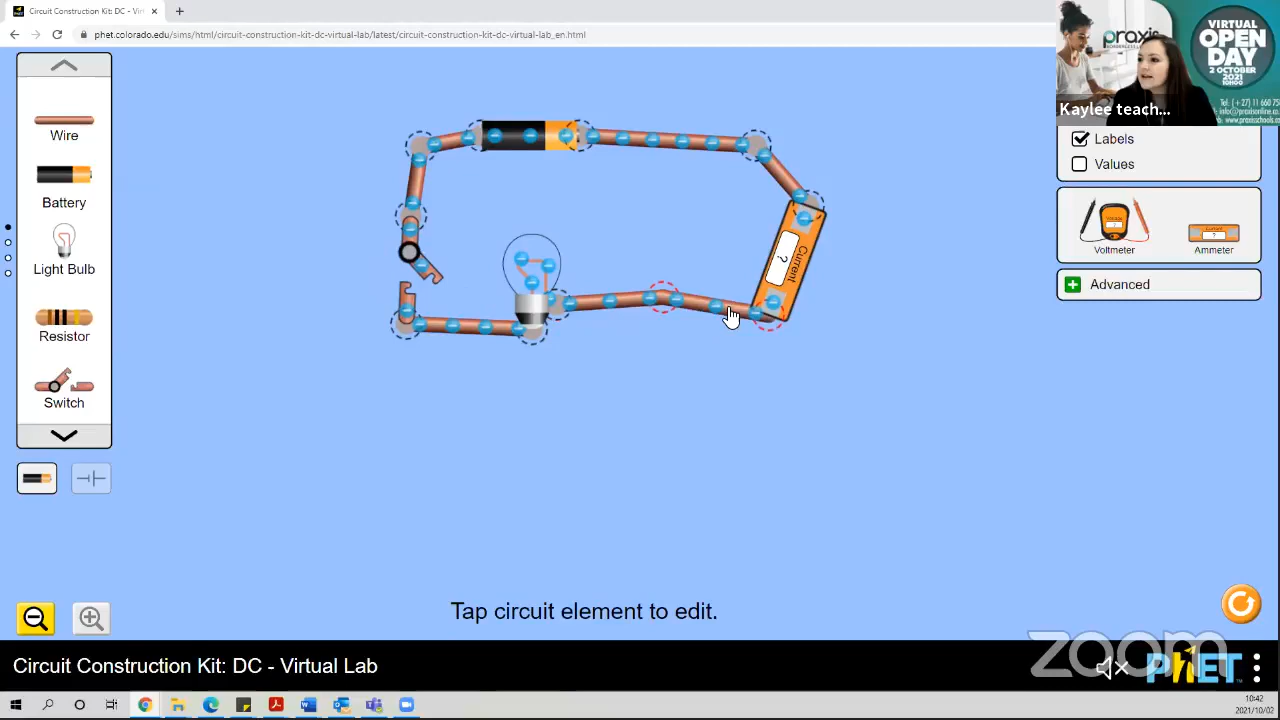 Circuit Construction Kit: DC - Virt
phet.colorado.edu/sims/html/circuit-construction-kit-dc-virtual-lab/latest/circuit-construction-kit-dc-virtual-lab_en.html
praxis
VIRTUAL
OPEN
DAY
2 OCTOBER
2021 10H00
Kaylee teach...
Wire
Battery
Light Bulb
Resistor
Switch
Current
?
Labels
Values
Voltage
?
Voltmeter
Current
?
Ammeter
Advanced
Tap circuit element to edit.
Circuit Construction Kit: DC - Virtual Lab
zoom
PhET
10:42
2021/10/02